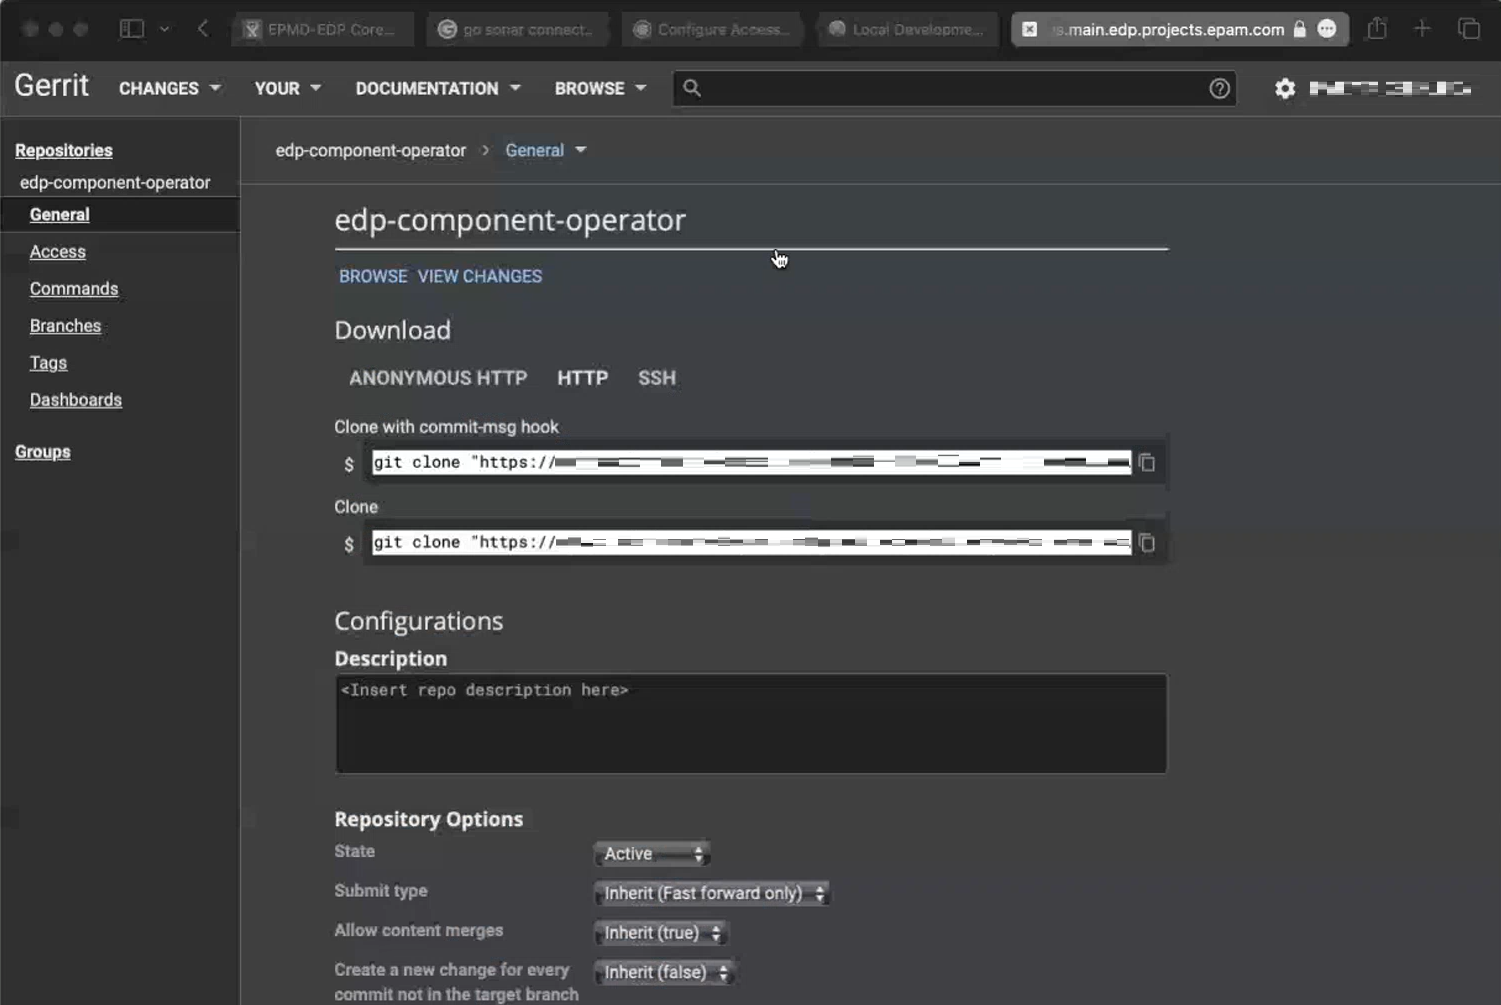 EPMD-EDP Core...
go sonar connect...
Configure Access...
Local Developme...
.main.edp.projects.epam.com
Gerrit CHANGES YOUR DOCUMENTATION BROWSE
Repositories
edp-component-operator
General
Access
Commands
Branches
Tags
Dashboards
Groups
edp-component-operator > General
edp-component-operator
BROWSE VIEW CHANGES
Download
ANONYMOUS HTTP HTTP SSH
Clone with commit-msg hook
$ git clone "https://
Clone
$ git clone "https://
Configurations
Description
<Insert repo description here>
Repository Options
State Active
Submit type Inherit (Fast forward only)
Allow content merges Inherit (true)
Create a new change for every Inherit (false)
commit not in the target branch